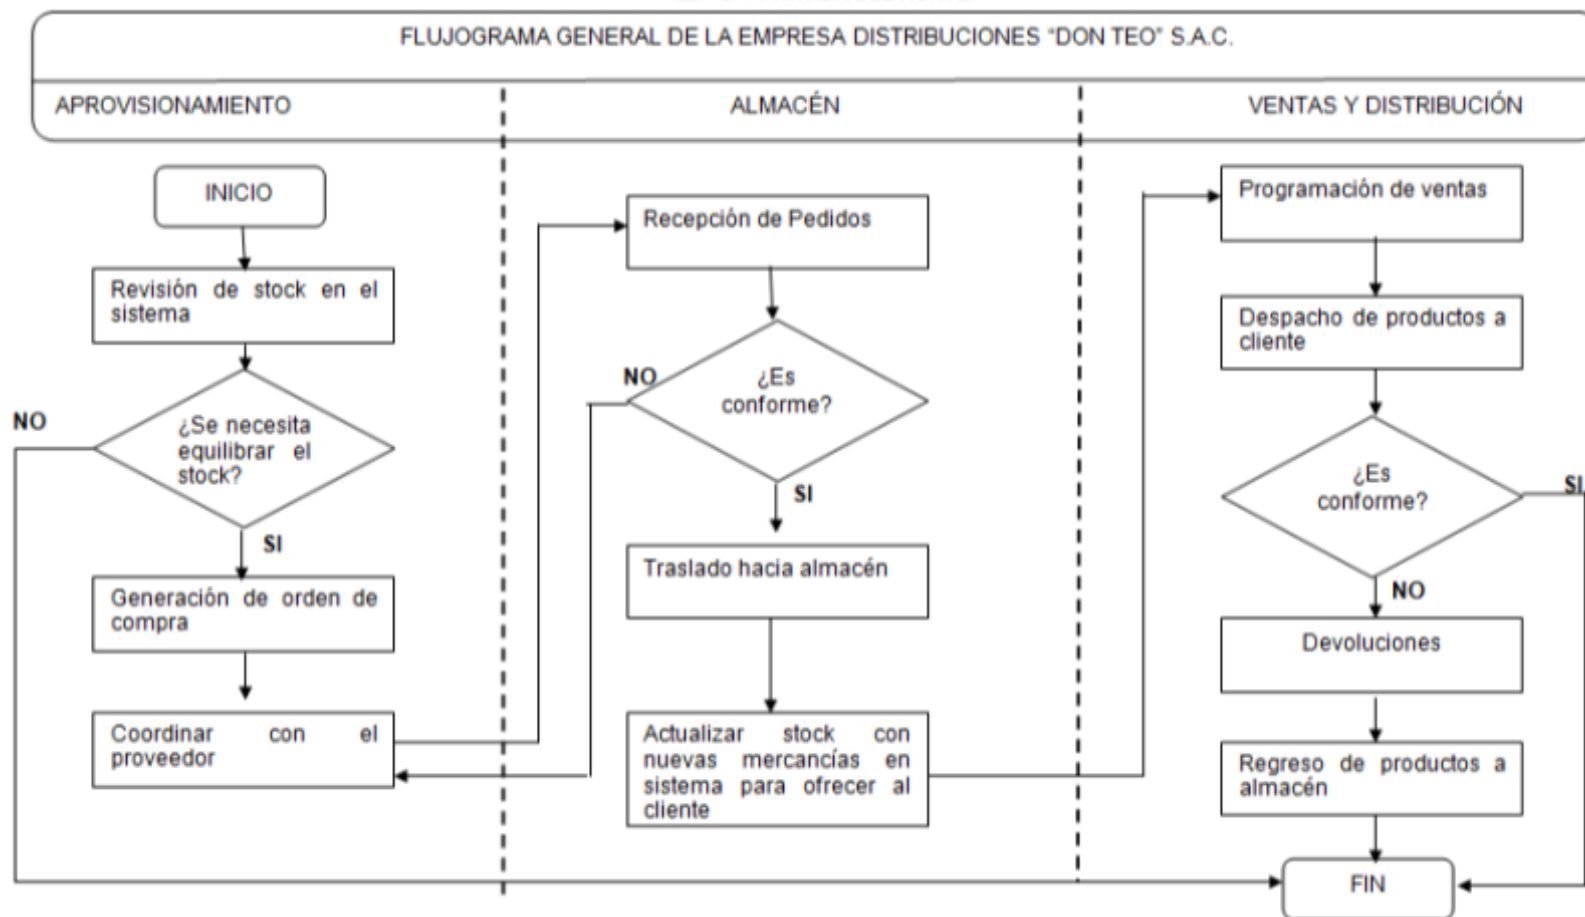 FLUJOGRAMA GENERAL DE LA EMPRESA DISTRIBUCIONES "DON TEO" S.A.C.
APROVISIONAMIENTO
ALMACÉN
VENTAS Y DISTRIBUCIÓN
INICIO
Revisión de stock en el
sistema
NO
¿Se necesita
equilibrar el
stock?
SI
Generación de orden de
compra
Coordinar con el
proveedor
Recepción de Pedidos
NO
¿Es
conforme?
SI
Traslado hacia almacén
Actualizar stock con
nuevas mercancías en
sistema para ofrecer al
cliente
Programación de ventas
Despacho de productos a
cliente
¿Es
conforme?
SI
NO
Devoluciones
Regreso de productos a
almacén
FIN